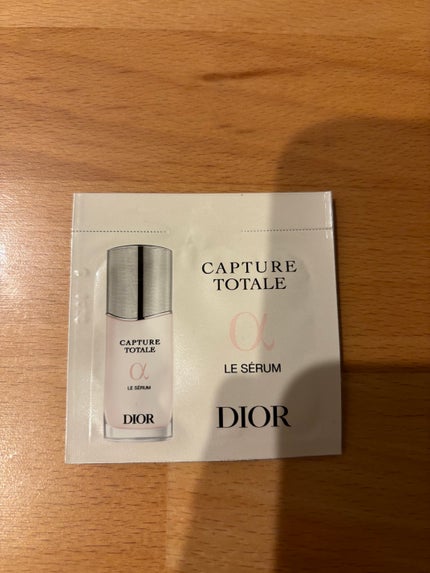 CAPTURE
TOTALE
α
LE SÉRUM
DIOR
CAPTURE
TOTALE
α
LE SÉRUM
DIOR